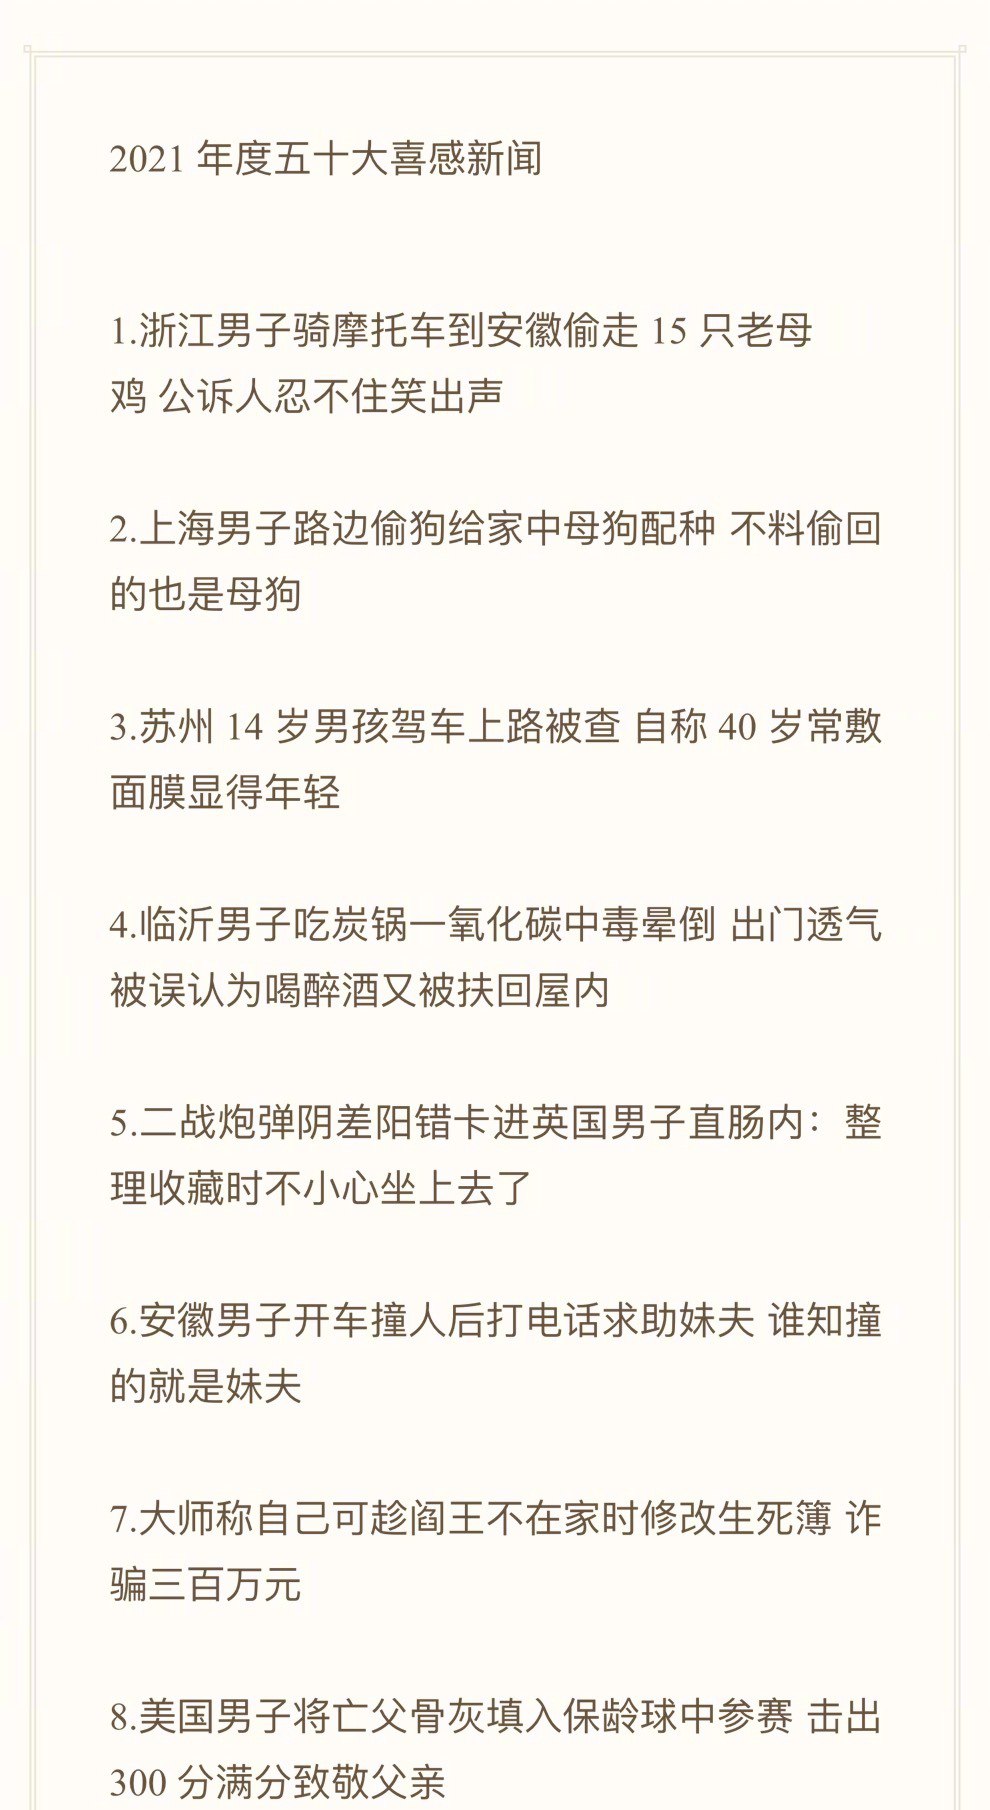 2021 年度五十大喜感新闻
1.浙江男子骑摩托车到安徽偷走 15 只老母
鸡 公诉人忍不住笑出声
2.上海男子路边偷狗给家中母狗配种 不料偷回
的也是母狗
3.苏州 14 岁男孩驾车上路被查 自称 40 岁常敷
面膜显得年轻
4.临沂男子吃炭锅一氧化碳中毒晕倒 出门透气
被误认为喝醉酒又被扶回屋内
5.二战炮弹阴差阳错卡进英国男子直肠内：整
理收藏时不小心坐上去了
6.安徽男子开车撞人后打电话求助妹夫 谁知撞
的就是妹夫
7.大师称自己可趁阎王不在家时修改生死簿 诈
骗三百万元
8.美国男子将亡父骨灰填入保龄球中参赛 击出
300 分满分致敬父亲